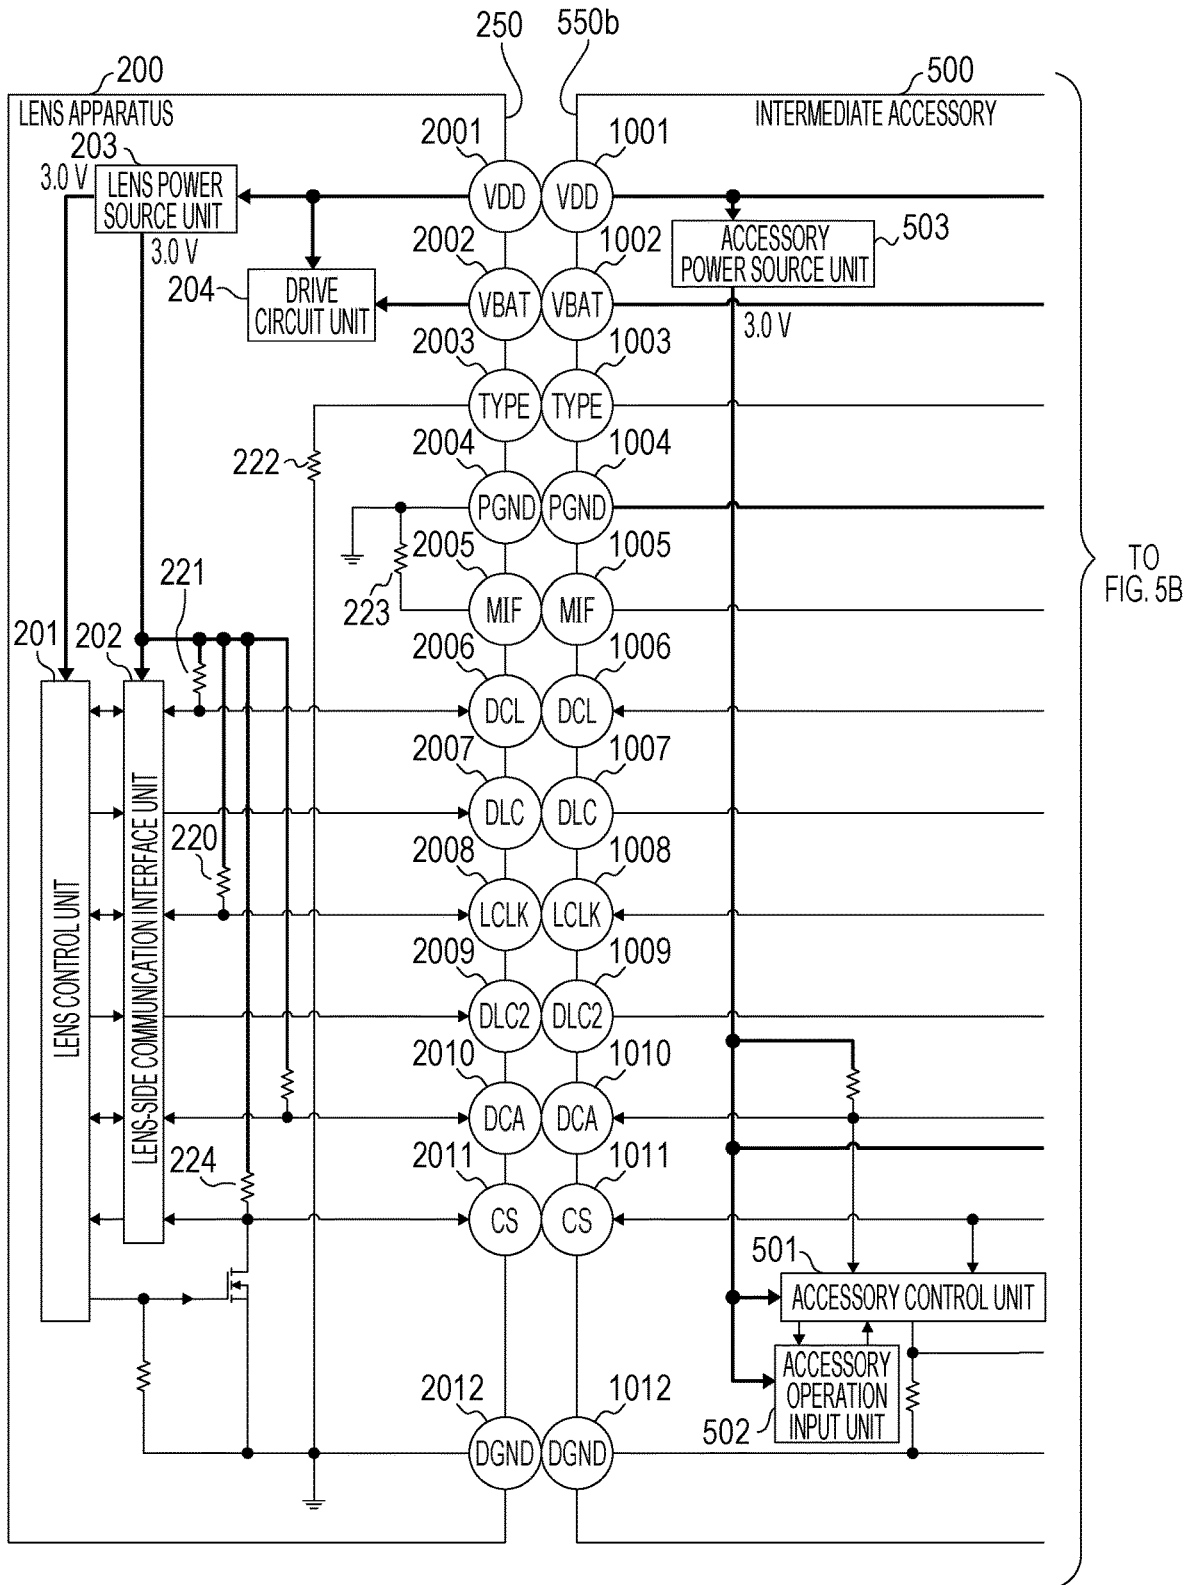 250
550b
200
500
LENS APPARATUS
INTERMEDIATE ACCESSORY
2001
1001
203
3.0 V
LENS POWER
SOURCE UNIT
VDD
VDD
3.0 V
2002
1002
ACCESSORY
POWER SOURCE UNIT
503
204
DRIVE
CIRCUIT UNIT
VBAT
VBAT
3.0 V
2003
1003
TYPE
TYPE
2004
1004
222
PGND
PGND
2005
1005
TO
FIG. 5B
221
223
MIF
MIF
201
202
2006
1006
DCL
DCL
2007
1007
DLC
DLC
220
2008
1008
LENS CONTROL UNIT
LENS-SIDE COMMUNICATION INTERFACE UNIT
LCLK
LCLK
2009
1009
DLC2
DLC2
2010
1010
DCA
DCA
224
2011
1011
CS
CS
501
ACCESSORY CONTROL UNIT
2012
1012
ACCESSORY
OPERATION
INPUT UNIT
502
DGND
DGND